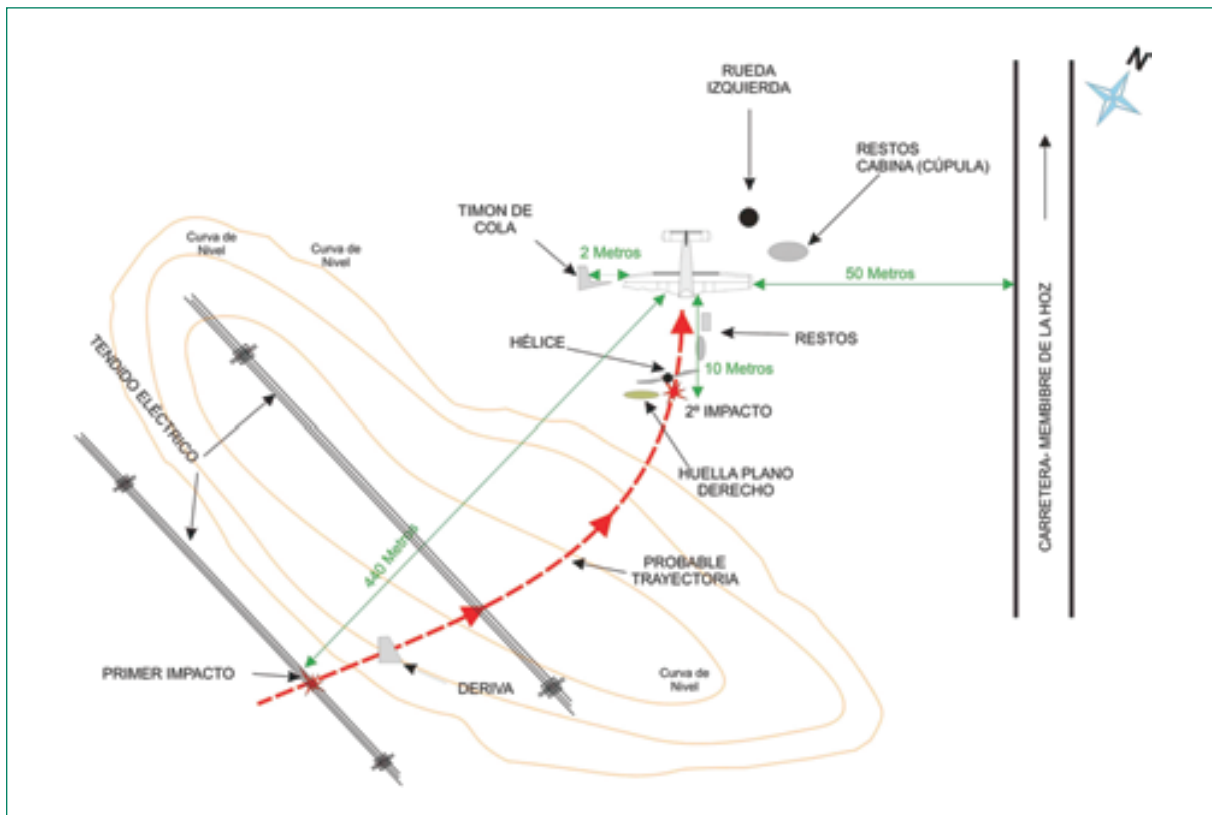 N
RUEDA
IZQUIERDA
RESTOS
CABINA (CÚPULA)
TIMON DE
COLA
Curva de
Nivel
Curva de
Nivel
2 Metros
50 Metros
TENDIDO ELÉCTRICO
HÉLICE
RESTOS
10 Metros
2º IMPACTO
HUELLA PLANO
DERECHO
CARRETERA- MEMBIBRE DE LA HOZ
440 Metros
PROBABLE
TRAYECTORIA
PRIMER IMPACTO
DERIVA
Curva de
Nivel